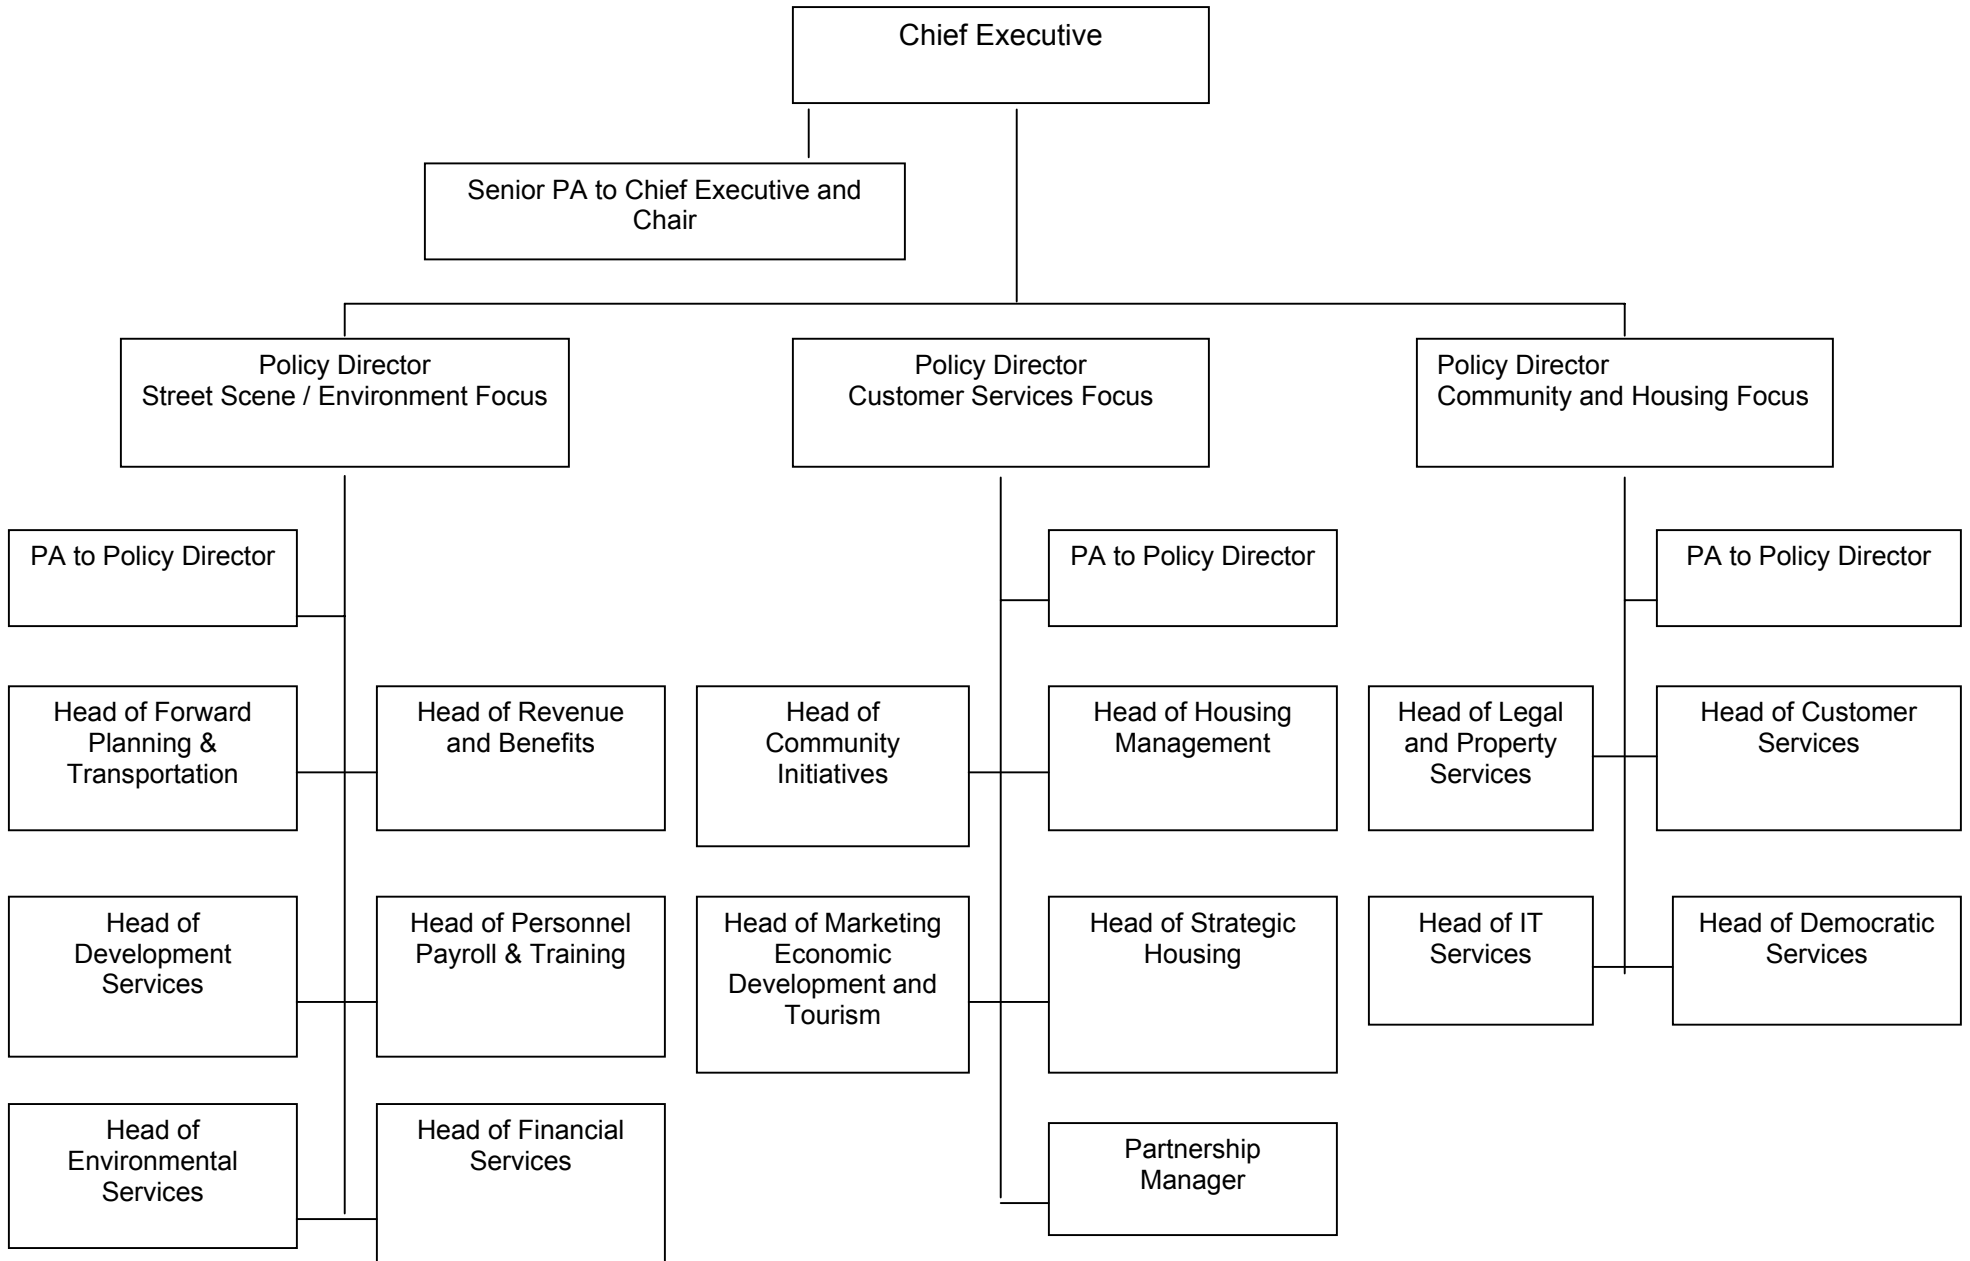 Chief Executive
Senior PA to Chief Executive and
Chair
Policy Director
Street Scene / Environment Focus
Policy Director
Customer Services Focus
Policy Director
Community and Housing Focus
PA to Policy Director
PA to Policy Director
PA to Policy Director
Head of Forward
Planning &
Transportation
Head of Revenue
and Benefits
Head of
Community
Initiatives
Head of Housing
Management
Head of Legal
and Property
Services
Head of Customer
Services
Head of
Development
Services
Head of Personnel
Payroll & Training
Head of Marketing
Economic
Development and
Tourism
Head of Strategic
Housing
Head of IT
Services
Head of Democratic
Services
Head of
Environmental
Services
Head of Financial
Services
Partnership
Manager